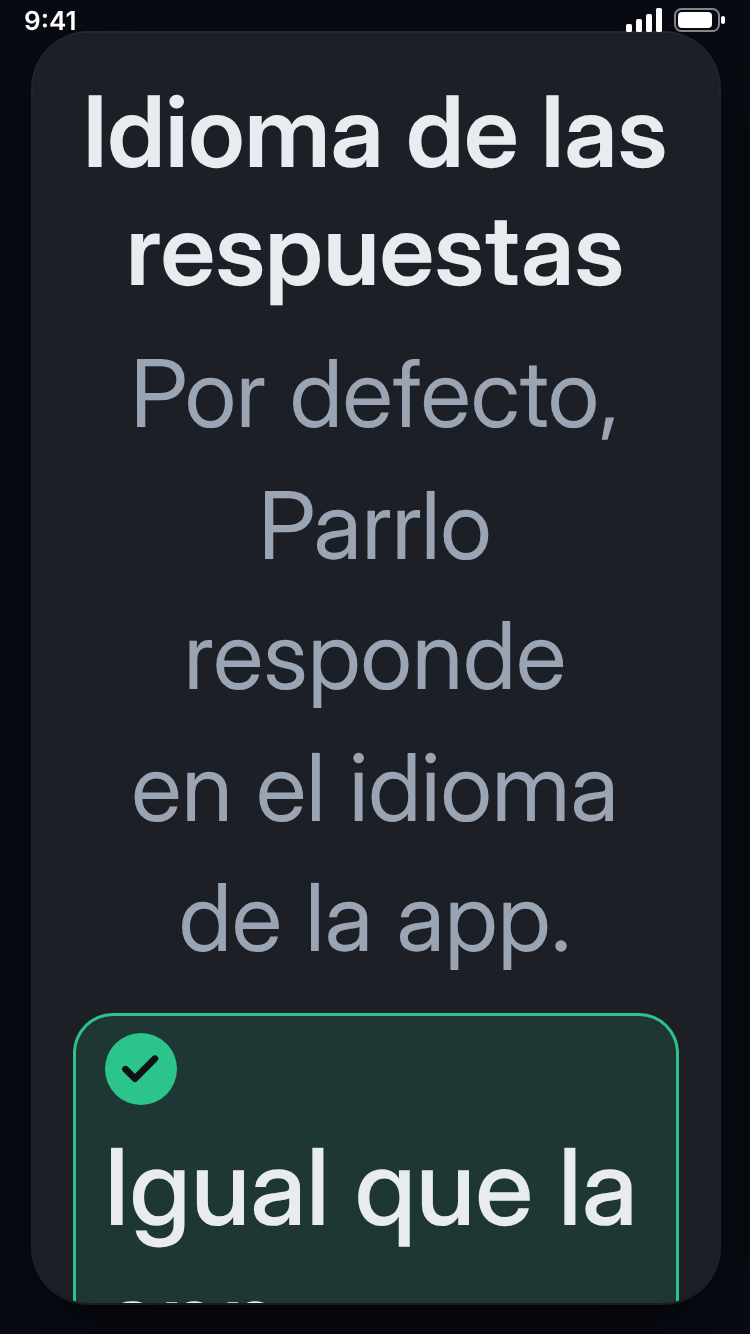 9:41
Idioma de las
respuestas
Por defecto,
Parrlo
responde
en el idioma
de la app.
Igual que la